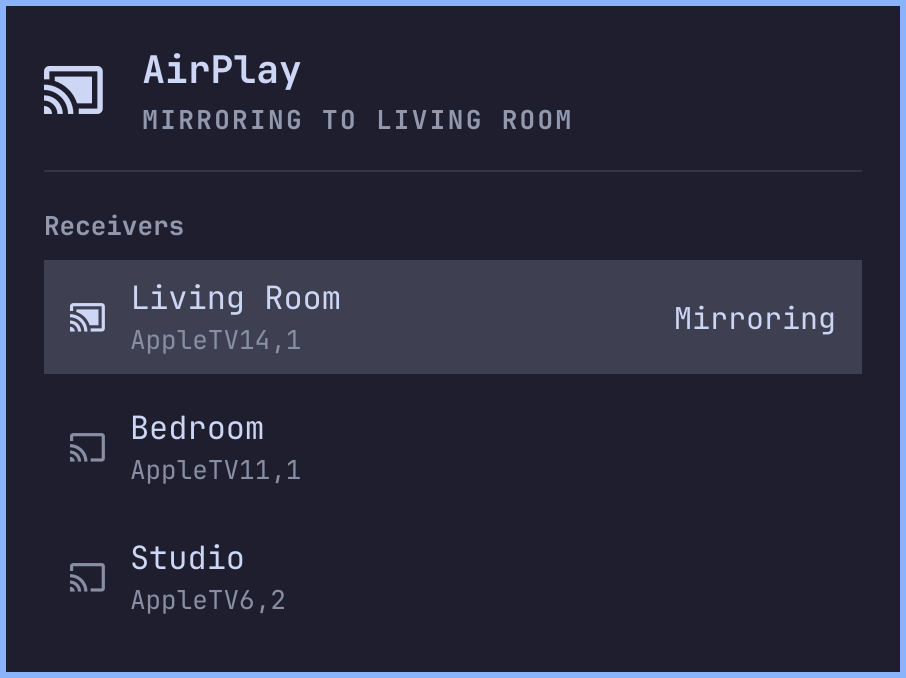 AirPlay
MIRRORING TO LIVING ROOM
Receivers
Living Room
AppleTV14,1
Mirroring
Bedroom
AppleTV11,1
Studio
AppleTV6,2